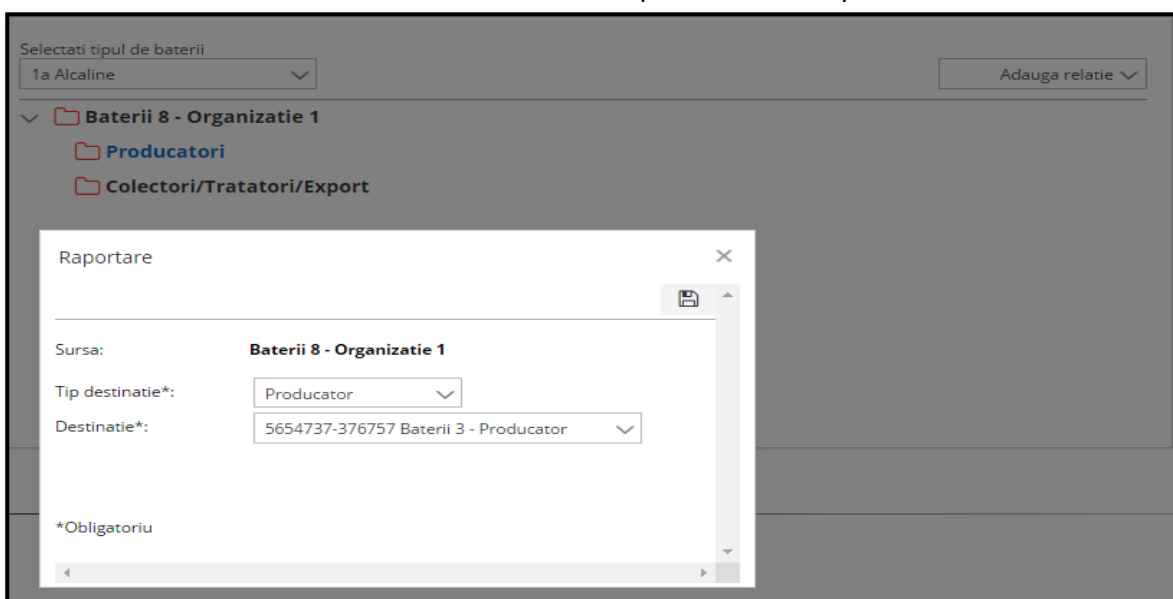 Selectati tipul de baterii
1a Alcaline
Adauga relatie
Baterii 8 - Organizatie 1
Producatori
Colectori/Tratatori/Export
Raportare
Sursa: Baterii 8 - Organizatie 1
Tip destinatie*: Producator
Destinatie*: 5654737-376757 Baterii 3 - Producator
*Obligatoriu